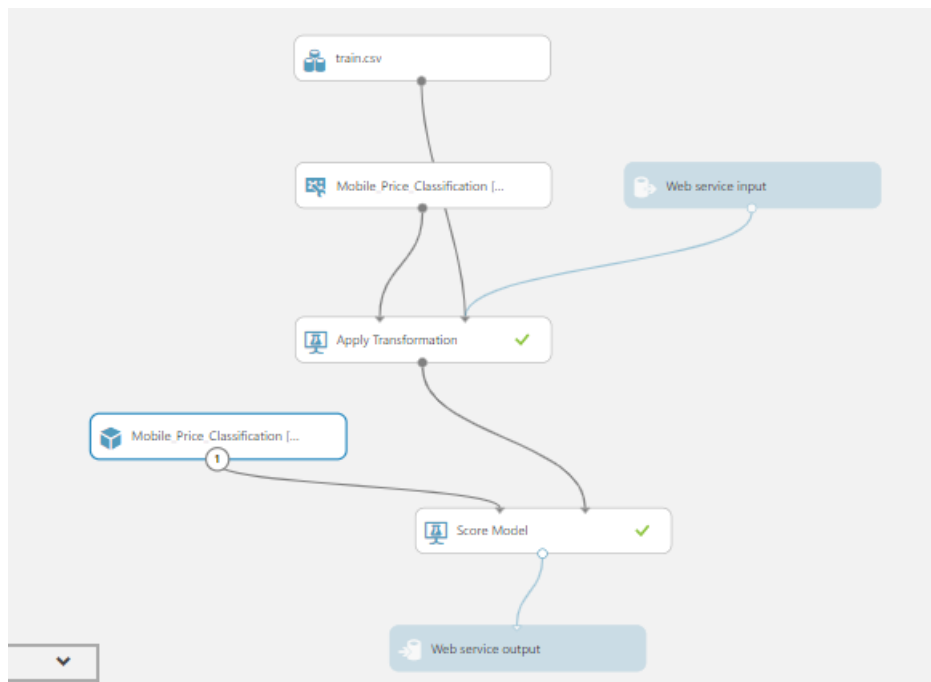 train.csv
Mobile_Price_Classification [...
Web service input
Apply Transformation
Mobile_Price_Classification [...
1
Score Model
Web service output